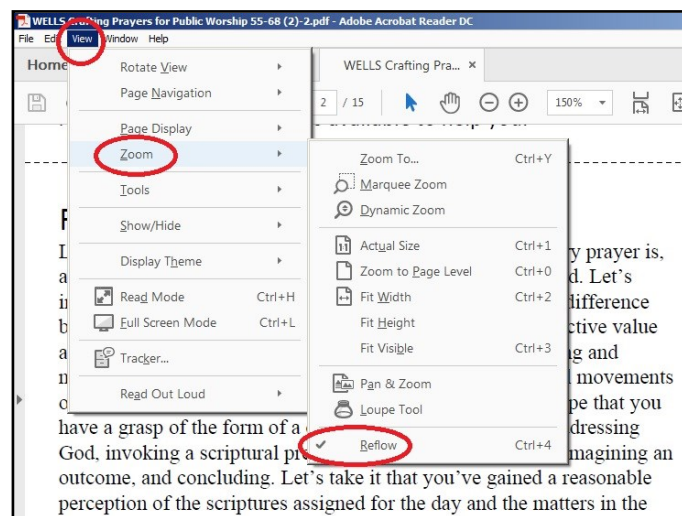 WELLS Crafting Prayers for Public Worship 55-68 (2)-2.pdf - Adobe Acrobat Reader DC
File Edi View Window Help
Home
WELLS Crafting Pra... ×
2 / 15 150%
help you.
Rotate View
Page Navigation
Page Display
Zoom
Tools
Show/Hide
Display Theme
Read Mode Ctrl+H
Full Screen Mode Ctrl+L
Tracker...
Read Out Loud
Zoom To... Ctrl+Y
Marquee Zoom
Dynamic Zoom
Actual Size Ctrl+1
Zoom to Page Level Ctrl+0
Fit Width Ctrl+2
Fit Height
Fit Visible Ctrl+3
Pan & Zoom
Loupe Tool
Reflow Ctrl+4
y prayer is,
d. Let's
difference
ctive value
ng and
movements
pe that you
have a grasp of the form of a dressing
God, invoking a scriptural pr magining an
outcome, and concluding. Let's take it that you've gained a reasonable
perception of the scriptures assigned for the day and the matters in the